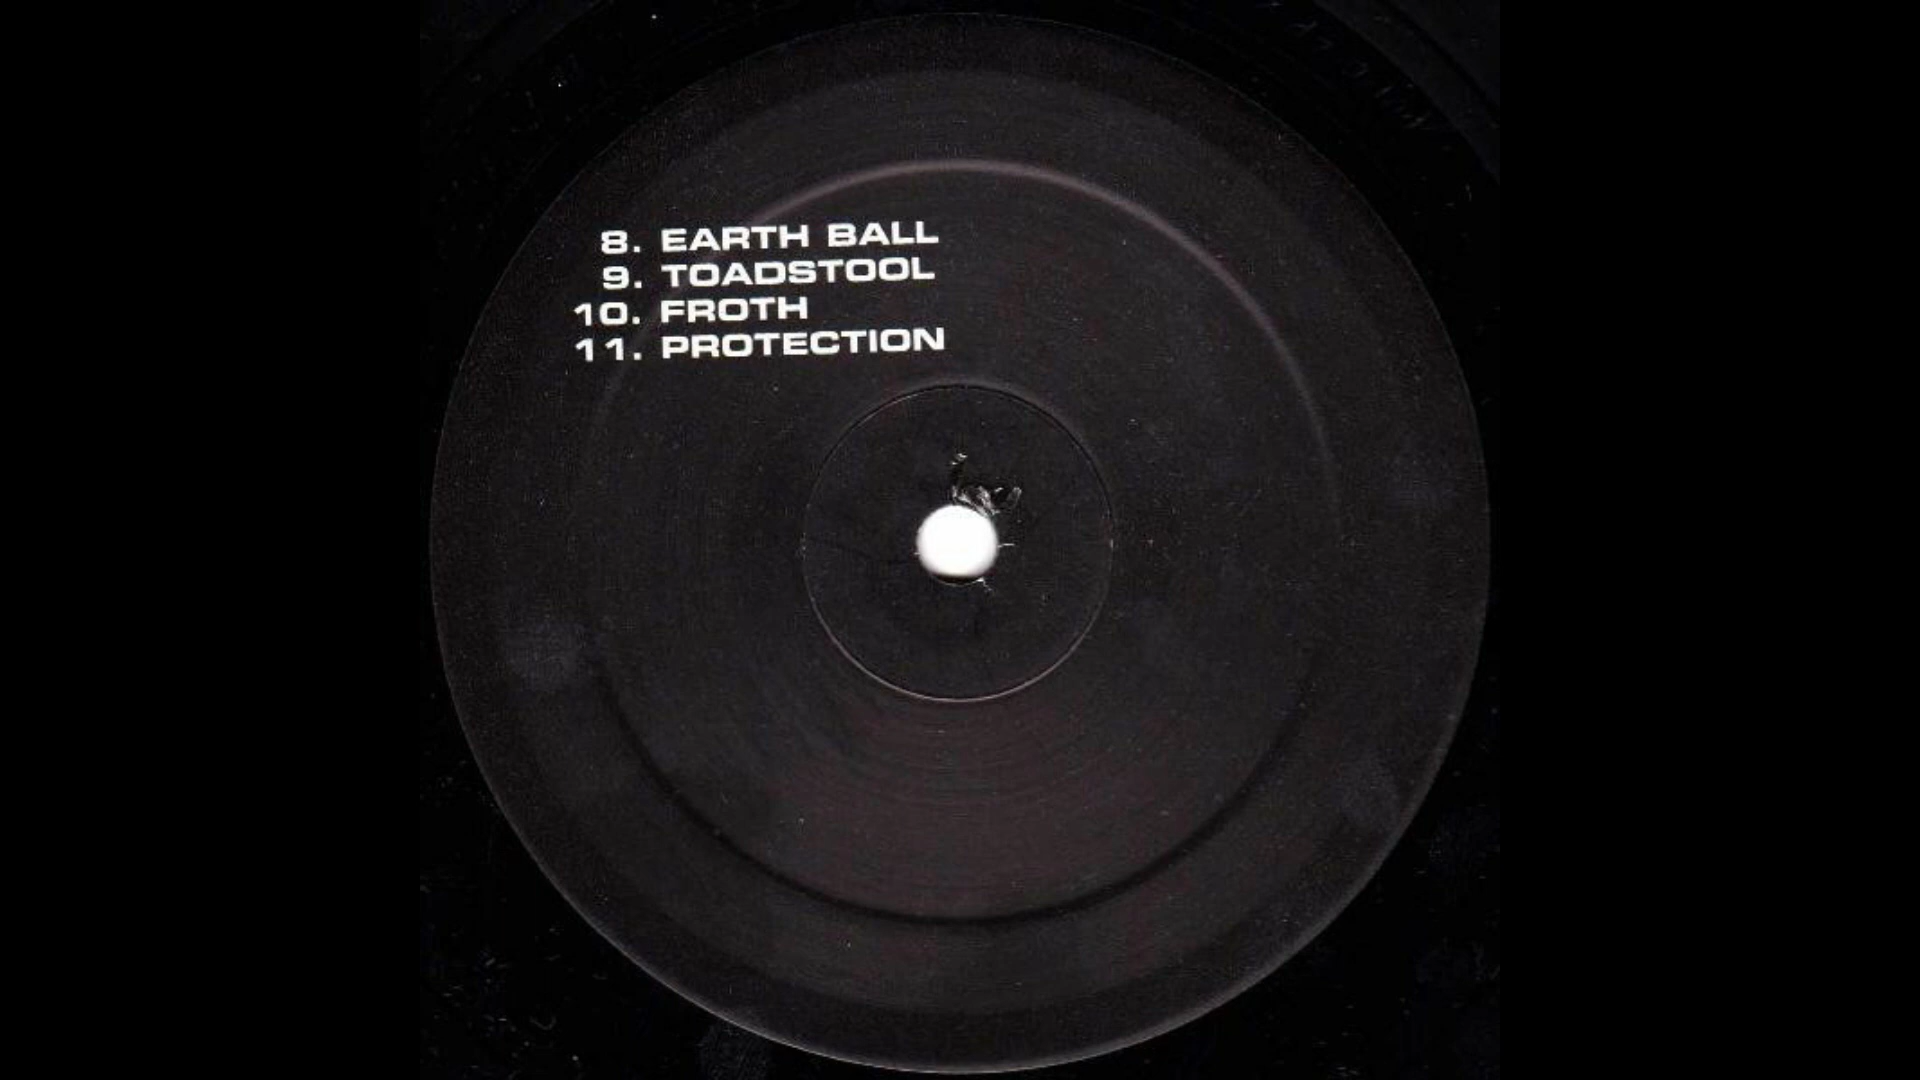 8. EARTH BALL
9. TOADSTOOL
10. FROTH
11. PROTECTION